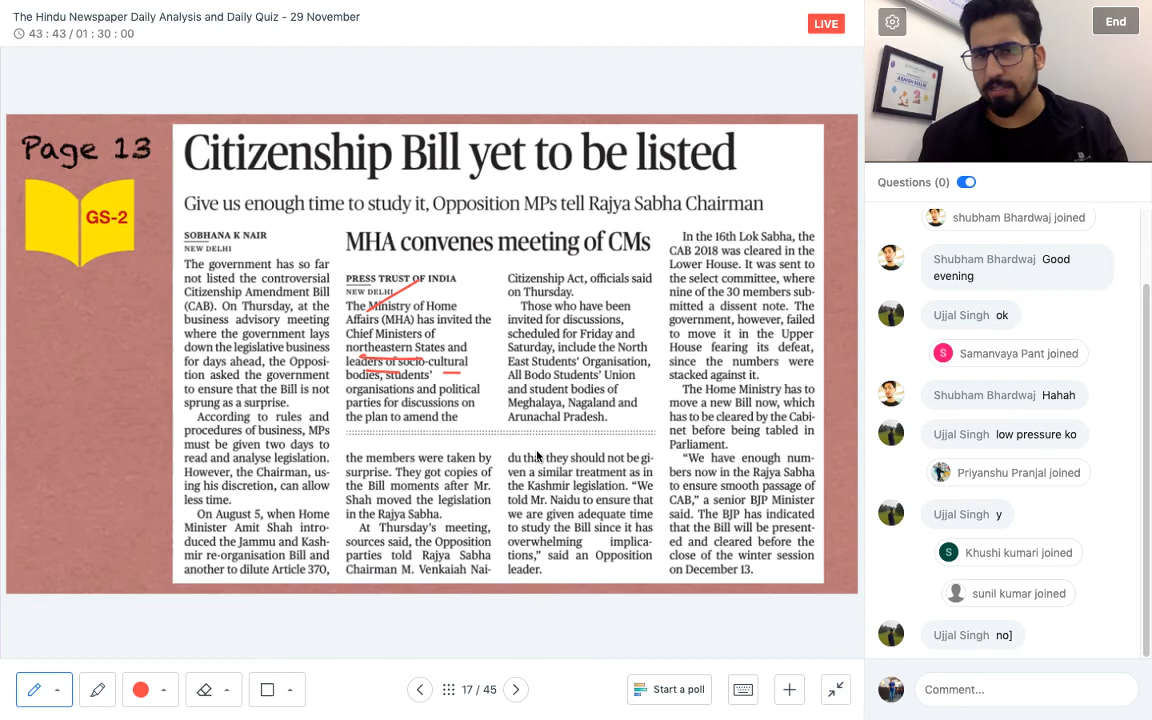 The Hindu Newspaper Daily Analysis and Daily Quiz - 29 November
43 : 43 / 01 : 30 : 00
LIVE
End
Page 13
GS-2
Citizenship Bill yet to be listed
Give us enough time to study it, Opposition MPs tell Rajya Sabha Chairman
SOBHANA K NAIR
NEW DELHI
The government has so far
not listed the controversial
Citizenship Amendment Bill
(CAB). On Thursday, at the
business advisory meeting
where the government lays
down the legislative business
for days ahead, the Opposi-
tion asked the government
to ensure that the Bill is not
sprung as a surprise.
According to rules and
procedures of business, MPs
must be given two days to
read and analyse legislation.
However, the Chairman, us-
ing his discretion, can allow
less time.
On August 5, when Home
Minister Amit Shah intro-
duced the Jammu and Kash-
mir re-organisation Bill and
another to dilute Article 370,
MHA convenes meeting of CMs
PRESS TRUST OF INDIA
NEW DELHI
The Ministry of Home
Affairs (MHA) has invited the
Chief Ministers of
northeastern States and
leaders of socio-cultural
bodies, students'
organisations and political
parties for discussions on
the plan to amend the
Citizenship Act, officials said
on Thursday.
Those who have been
invited for discussions,
scheduled for Friday and
Saturday, include the North
East Students' Organisation,
All Bodo Students' Union
and student bodies of
Meghalaya, Nagaland and
Arunachal Pradesh.
the members were taken by
surprise. They got copies of
the Bill moments after Mr.
Shah moved the legislation
in the Rajya Sabha.
At Thursday's meeting,
sources said, the Opposition
parties told Rajya Sabha
Chairman M. Venkaiah Nai-
du that they should not be gi-
ven a similar treatment as in
the Kashmir legislation. "We
told Mr. Naidu to ensure that
we are given adequate time
to study the Bill since it has
overwhelming implica-
tions," said an Opposition
leader.
In the 16th Lok Sabha, the
CAB 2018 was cleared in the
Lower House. It was sent to
the select committee, where
nine of the 30 members sub-
mitted a dissent note. The
government, however, failed
to move it in the Upper
House fearing its defeat,
since the numbers were
stacked against it.
The Home Ministry has to
move a new Bill now, which
has to be cleared by the Cabi-
net before being tabled in
Parliament.
"We have enough num-
bers now in the Rajya Sabha
to ensure smooth passage of
CAB," a senior BJP Minister
said. The BJP has indicated
that the Bill will be present-
ed and cleared before the
close of the winter session
on December 13.
Questions (0)
shubham Bhardwaj joined
Shubham Bhardwaj Good
evening
Ujjal Singh ok
S Samanvaya Pant joined
Shubham Bhardwaj Hahah
Ujjal Singh low pressure ko
Priyanshu Pranjal joined
Ujjal Singh y
S Khushi kumari joined
sunil kumar joined
Ujjal Singh no]
17 / 45
Start a poll
Comment...